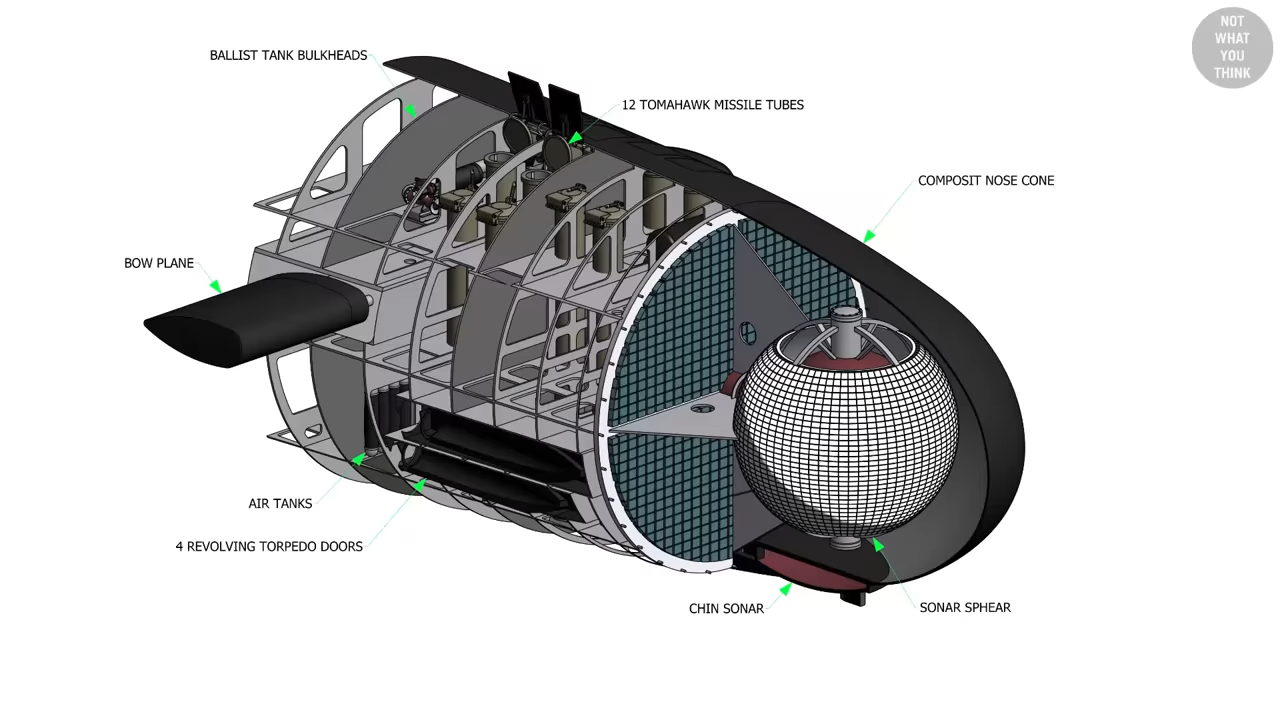 NOT
WHAT
YOU
THINK
BALLIST TANK BULKHEADS
12 TOMAHAWK MISSILE TUBES
COMPOSIT NOSE CONE
BOW PLANE
AIR TANKS
4 REVOLVING TORPEDO DOORS
CHIN SONAR
SONAR SPHEAR